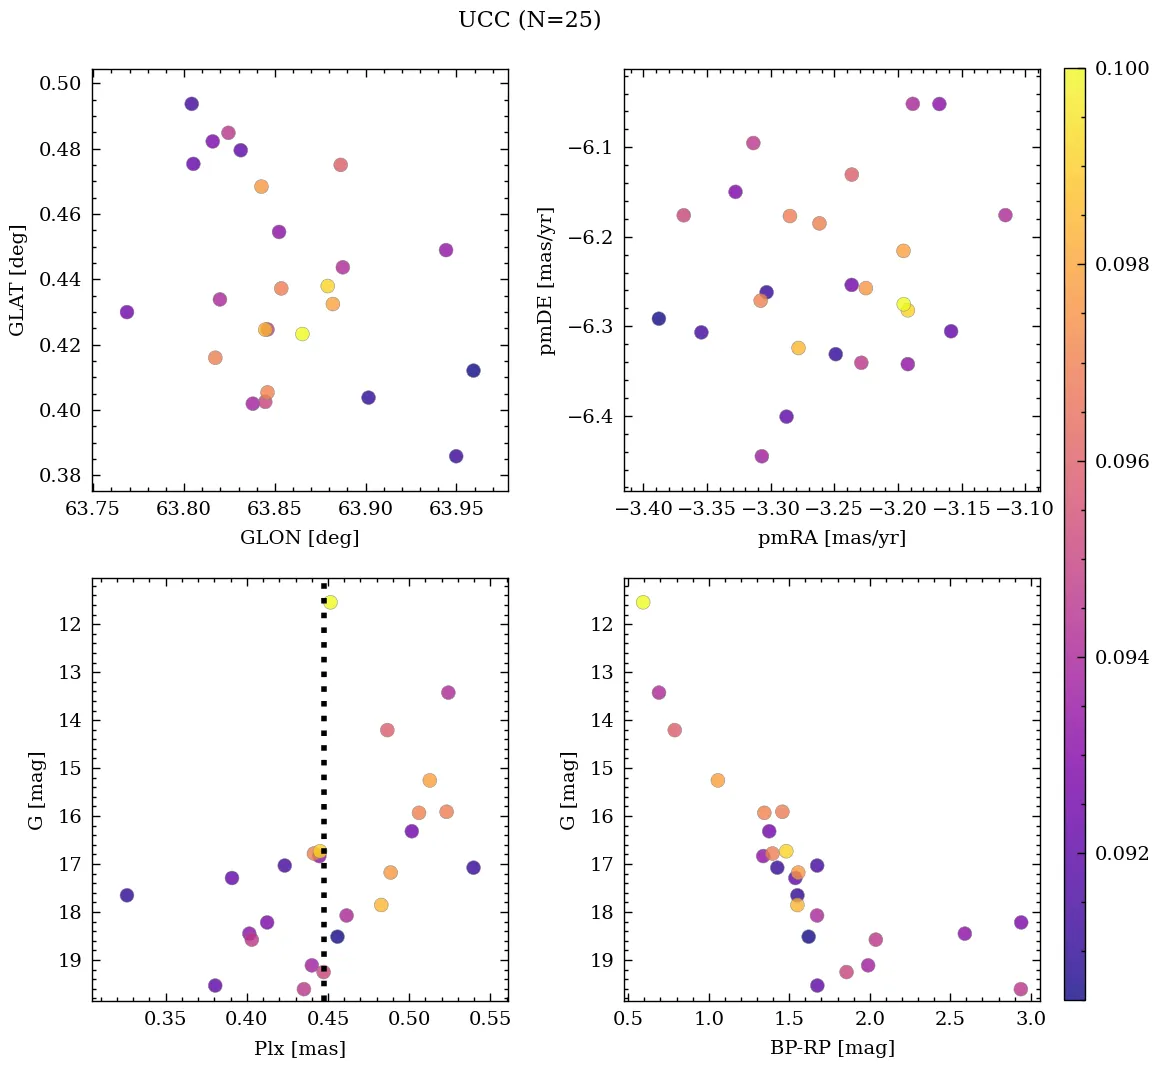 UCC (N=25)
0.50
0.48
0.46
0.44
0.42
0.40
0.38
GLAT [deg]
63.75 63.80 63.85 63.90 63.95
GLON [deg]
−6.1
−6.2
−6.3
−6.4
pmDE [mas/yr]
−3.40 −3.35 −3.30 −3.25 −3.20 −3.15 −3.10
pmRA [mas/yr]
12
13
14
15
16
17
18
19
G [mag]
0.35 0.40 0.45 0.50 0.55
Plx [mas]
12
13
14
15
16
17
18
19
G [mag]
0.5 1.0 1.5 2.0 2.5 3.0
BP-RP [mag]
0.100
0.098
0.096
0.094
0.092